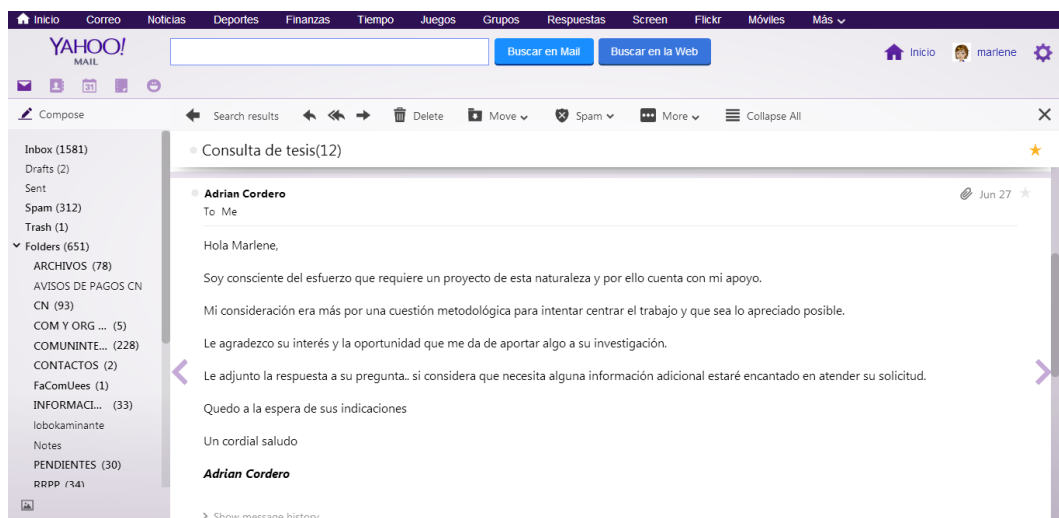 Inicio Correo Noticias Deportes Finanzas Tiempo Juegos Grupos Respuestas Screen Flickr Móviles Más
YAHOO!
MAIL
Buscar en Mail Buscar en la Web Inicio marlene
31
Compose Search results Delete Move Spam More Collapse All
Inbox (1581)
Drafts (2)
Sent
Spam (312)
Trash (1)
Folders (651)
ARCHIVOS (78)
AVISOS DE PAGOS CN
CN (93)
COM Y ORG ... (5)
COMUNINTE... (228)
CONTACTOS (2)
FaComUees (1)
INFORMACI... (33)
lobokaminante
Notes
PENDIENTES (30)
RRPP (34)
Consulta de tesis(12)
Adrian Cordero Jun 27
To Me
Hola Marlene,
Soy consciente del esfuerzo que requiere un proyecto de esta naturaleza y por ello cuenta con mi apoyo.
Mi consideración era más por una cuestión metodológica para intentar centrar el trabajo y que sea lo apreciado posible.
Le agradezco su interés y la oportunidad que me da de aportar algo a su investigación.
Le adjunto la respuesta a su pregunta.. si considera que necesita alguna información adicional estaré encantado en atender su solicitud.
Quedo a la espera de sus indicaciones
Un cordial saludo
Adrian Cordero
Show message history